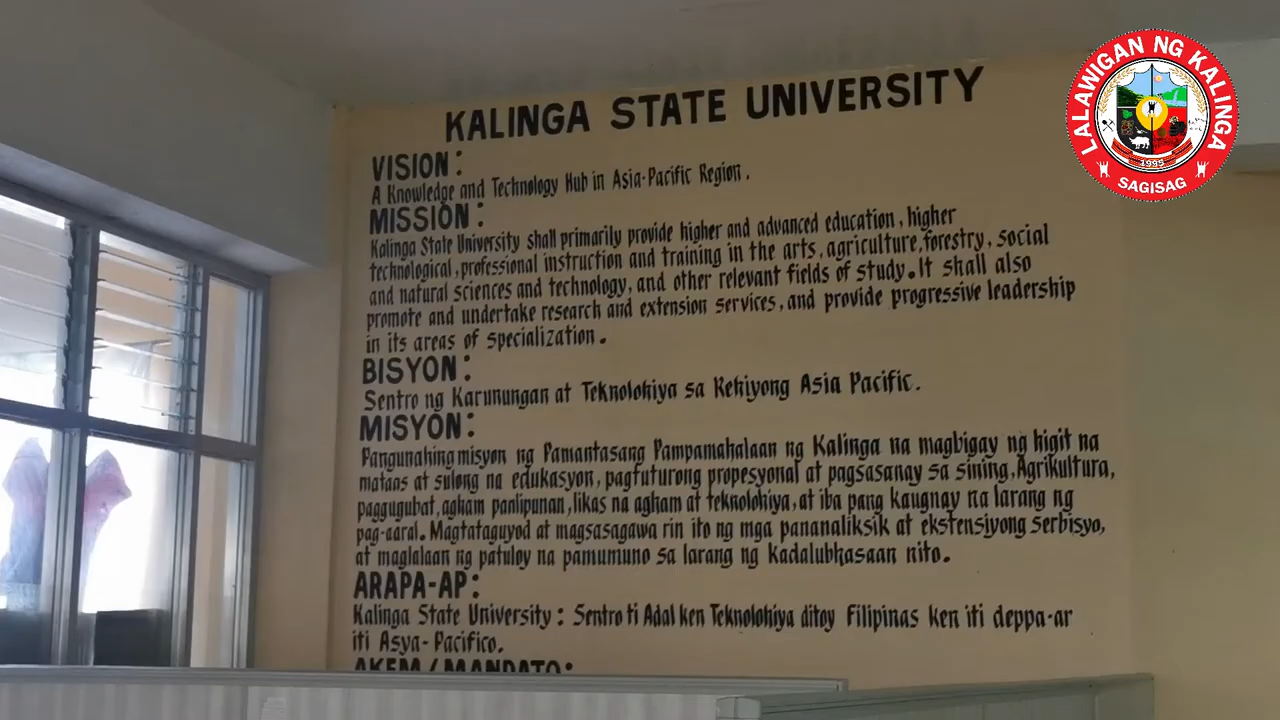 KALINGA STATE UNIVERSITY
VISION:
A Knowledge and Technology Hub in Asia-Pacific Region.
MISSION:
Kalinga State University shall primarily provide higher and advanced education, higher
technological, professional instruction and training in the arts, agriculture, forestry, social
and natural sciences and technology, and other relevant fields of study. It shall also
promote and undertake research and extension services, and provide progressive leadership
in its areas of specialization.
BISYON:
Sentro ng Karunungan at Teknolohiya sa Rehiyong Asia Pacific.
MISYON:
Pangunahing misyon ng Pamantasang Pampamahalaan ng Kalinga na magbigay ng higit na
mataas at sulong na edukasyon, pagtuturong propesyonal at pagsasanay sa sining, Agrikultura,
paggugubat, agham panlipunan, likas na agham at teknolohiya, at iba pang kaugnay na larang ng
pag-aaral. Magtataguyod at magsasagawa rin ito ng mga pananaliksik at ekstensiyong serbisyo,
at maglalaan ng patuloy na pamumuno sa larang ng kadalubhasaan nito.
ARAPA-AP:
Kalinga State University: Sentro ti Adal ken Teknolohiya ditoy Filipinas ken iti deppa-ar
iti Asya-Pacifico.
AKEM/MANDATO:
LALAWIGAN NG KALINGA
1995
SAGISAG